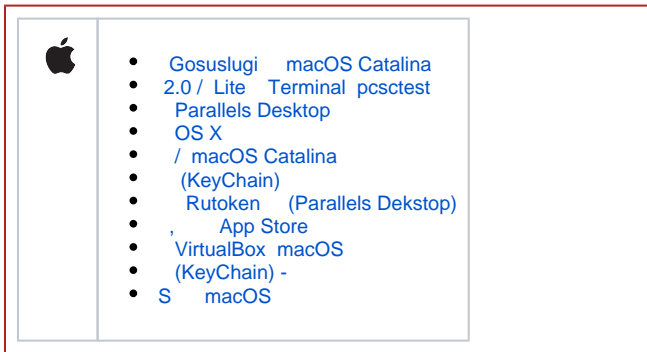 Gosuslugi macOS Catalina
2.0 / Lite Terminal pcsctest
Parallels Desktop
OS X
/ macOS Catalina
(KeyChain)
Rutoken (Parallels Dekstop)
, App Store
VirtualBox macOS
(KeyChain) -
S macOS